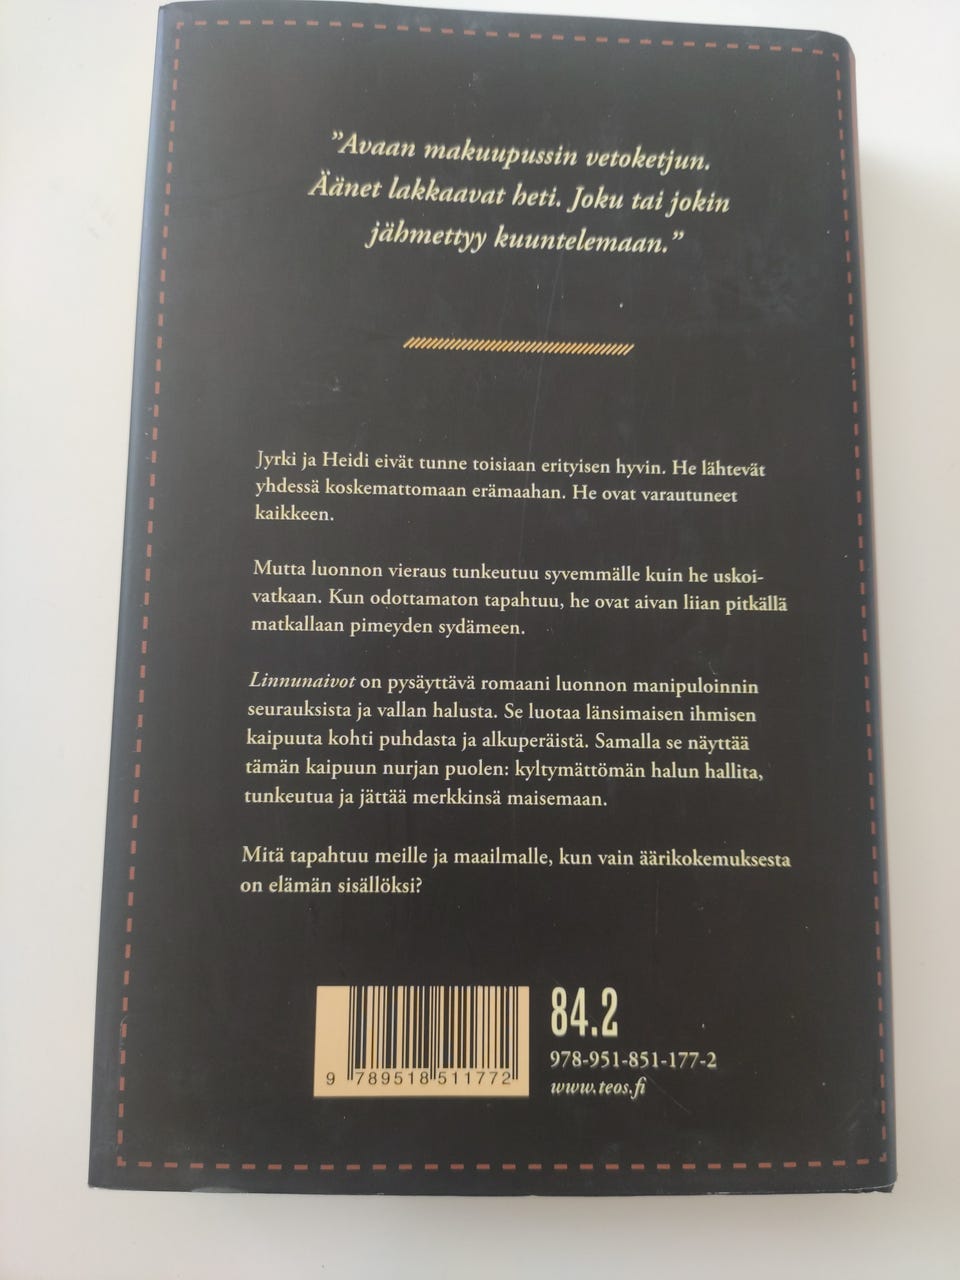 ”Avaan makuupussin vetoketjun.
Äänet lakkaavat heti. Joku tai jokin
jähmettyy kuuntelemaan.”
Jyrki ja Heidi eivät tunne toisiaan erityisen hyvin. He lähtevät
yhdessä koskemattomaan erämaahan. He ovat varautuneet
kaikkeen.
Mutta luonnon vieraus tunkeutuu syvemmälle kuin he uskoi-
vatkaan. Kun odottamaton tapahtuu, he ovat aivan liian pitkällä
matkallaan pimeyden sydämeen.
Linnunaivot on pysäyttävä romaani luonnon manipuloinnin
seurauksista ja vallan halusta. Se luotaa länsimaisen ihmisen
kaipuuta kohti puhdasta ja alkuperäistä. Samalla se näyttää
tämän kaipuun nurjan puolen: kyltymättömän halun hallita,
tunkeutua ja jättää merkkinsä maisemaan.
Mitä tapahtuu meille ja maailmalle, kun vain äärikokemuksesta
on elämän sisällöksi?
84.2
978-951-851-177-2
www.teos.fi
9 789518 511772